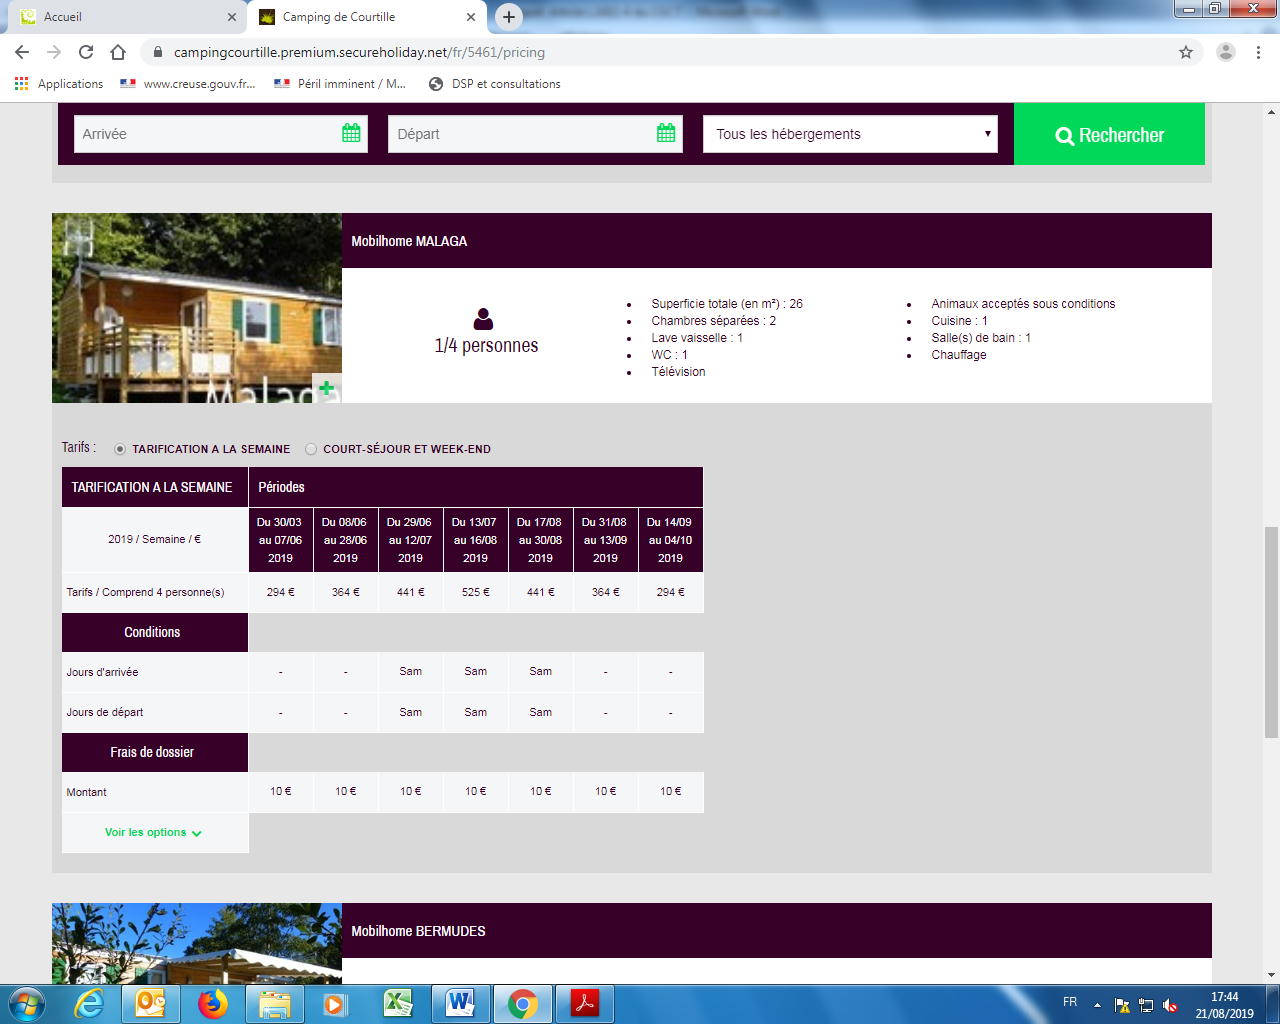 Accueil
Camping de Courtille
campingcourtille.premium.secureholiday.net/fr/5461/pricing
Applications
www.creuse.gouv.fr...
Péril imminent / M...
DSP et consultations
Arrivée
Départ
Tous les hébergements
Rechercher
Mobilhome MALAGA
1/4 personnes
Superficie totale (en m²) : 26
Chambres séparées : 2
Lave vaisselle : 1
WC : 1
Télévision
Animaux acceptés sous conditions
Cuisine : 1
Salle(s) de bain : 1
Chauffage
Malaga
Tarifs : TARIFICATION A LA SEMAINE COURT-SÉJOUR ET WEEK-END
TARIFICATION A LA SEMAINE Périodes
2019 / Semaine / €
Du 30/03 au 07/06 2019
Du 08/06 au 28/06 2019
Du 29/06 au 12/07 2019
Du 13/07 au 16/08 2019
Du 17/08 au 30/08 2019
Du 31/08 au 13/09 2019
Du 14/09 au 04/10 2019
Tarifs / Comprend 4 personne(s) 294 € 364 € 441 € 525 € 441 € 364 € 294 €
Conditions
Jours d'arrivée - - Sam Sam Sam - -
Jours de départ - - Sam Sam Sam - -
Frais de dossier
Montant 10 € 10 € 10 € 10 € 10 € 10 € 10 €
Voir les options
Mobilhome BERMUDES
FR
17:44
21/08/2019